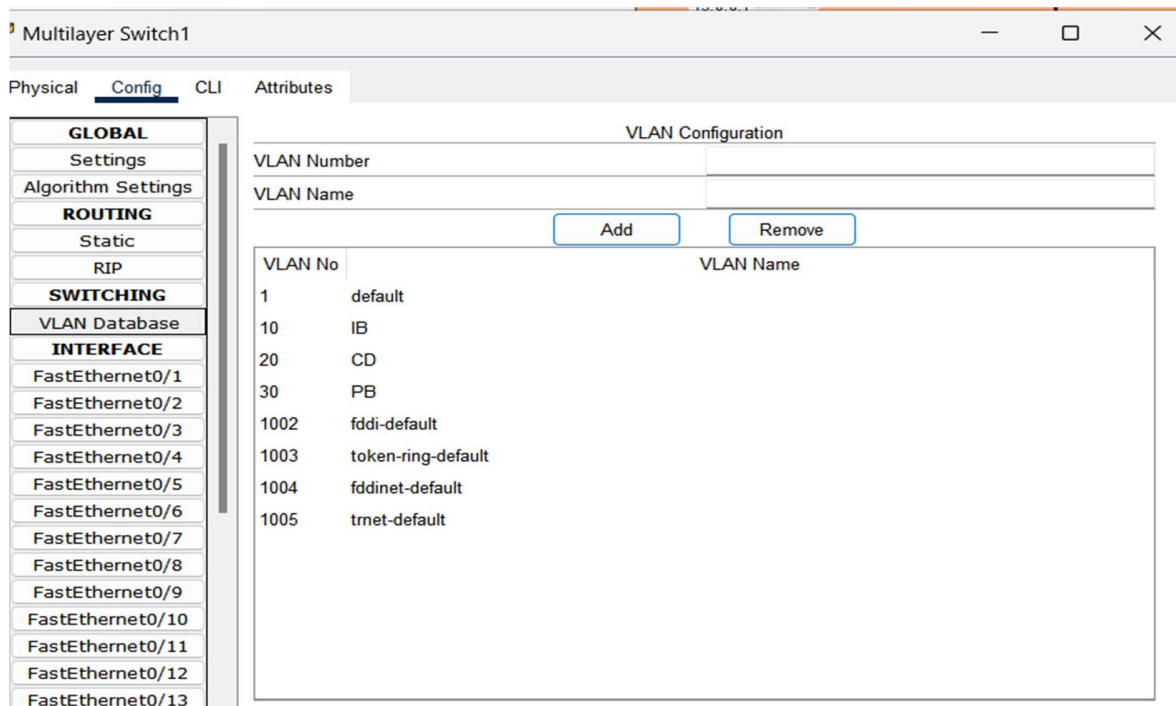 Multilayer Switch1
Physical Config CLI Attributes
GLOBAL
Settings
Algorithm Settings
ROUTING
Static
RIP
SWITCHING
VLAN Database
INTERFACE
FastEthernet0/1
FastEthernet0/2
FastEthernet0/3
FastEthernet0/4
FastEthernet0/5
FastEthernet0/6
FastEthernet0/7
FastEthernet0/8
FastEthernet0/9
FastEthernet0/10
FastEthernet0/11
FastEthernet0/12
FastEthernet0/13
VLAN Configuration
VLAN Number
VLAN Name
Add Remove
VLAN No VLAN Name
1 default
10 IB
20 CD
30 PB
1002 fddi-default
1003 token-ring-default
1004 fddinet-default
1005 trnet-default